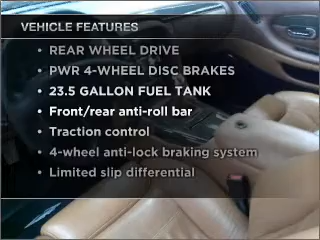 VEHICLE FEATURES
• REAR WHEEL DRIVE
• PWR 4-WHEEL DISC BRAKES
• 23.5 GALLON FUEL TANK
• Front/rear anti-roll bar
• Traction control
• 4-wheel anti-lock braking system
• Limited slip differential